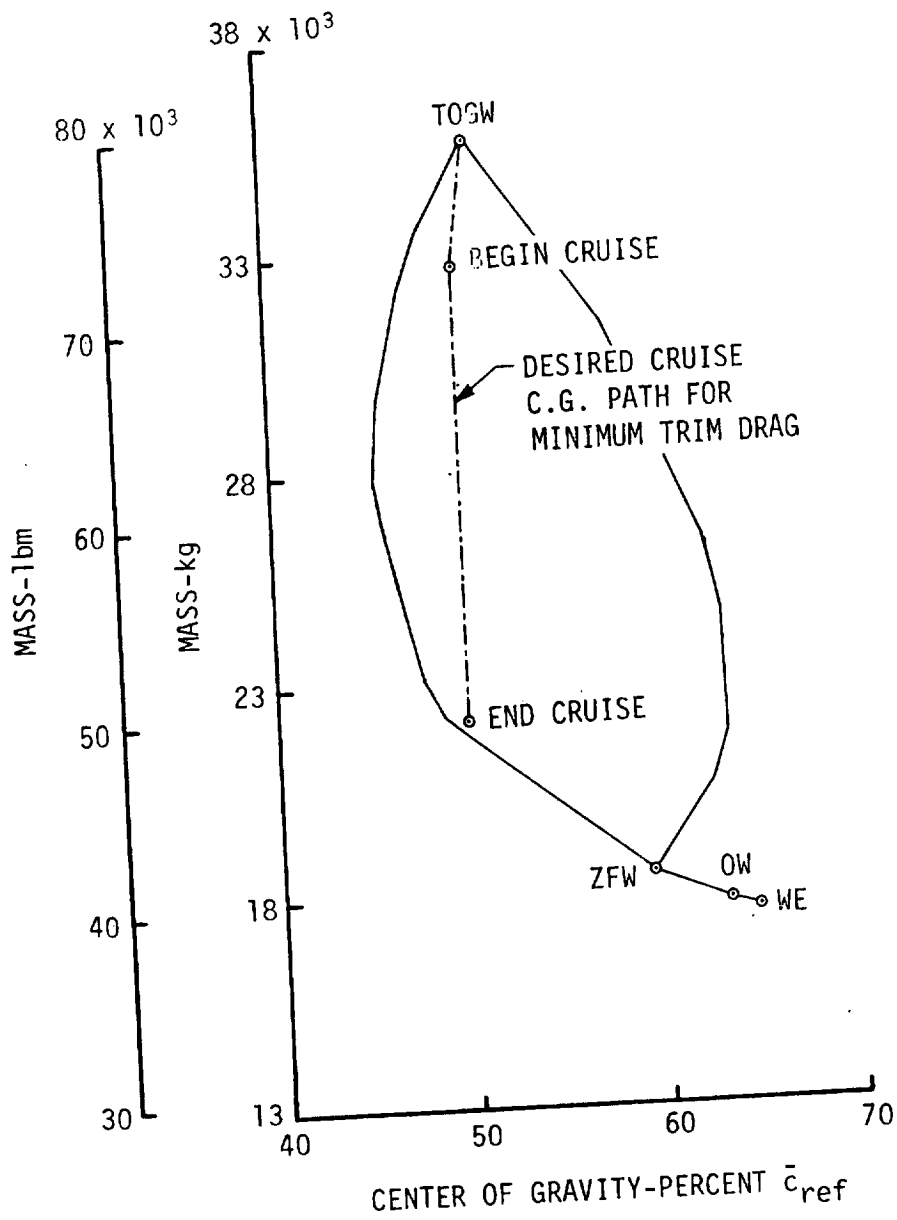 38 x 10³
80 x 10³
TOGW
33
BEGIN CRUISE
70
DESIRED CRUISE
C.G. PATH FOR
MINIMUM TRIM DRAG
28
60
MASS-lbm
MASS-kg
23
END CRUISE
50
ZFW
OW
WE
18
40
30
13
40
50
60
70
CENTER OF GRAVITY-PERCENT c̄ref